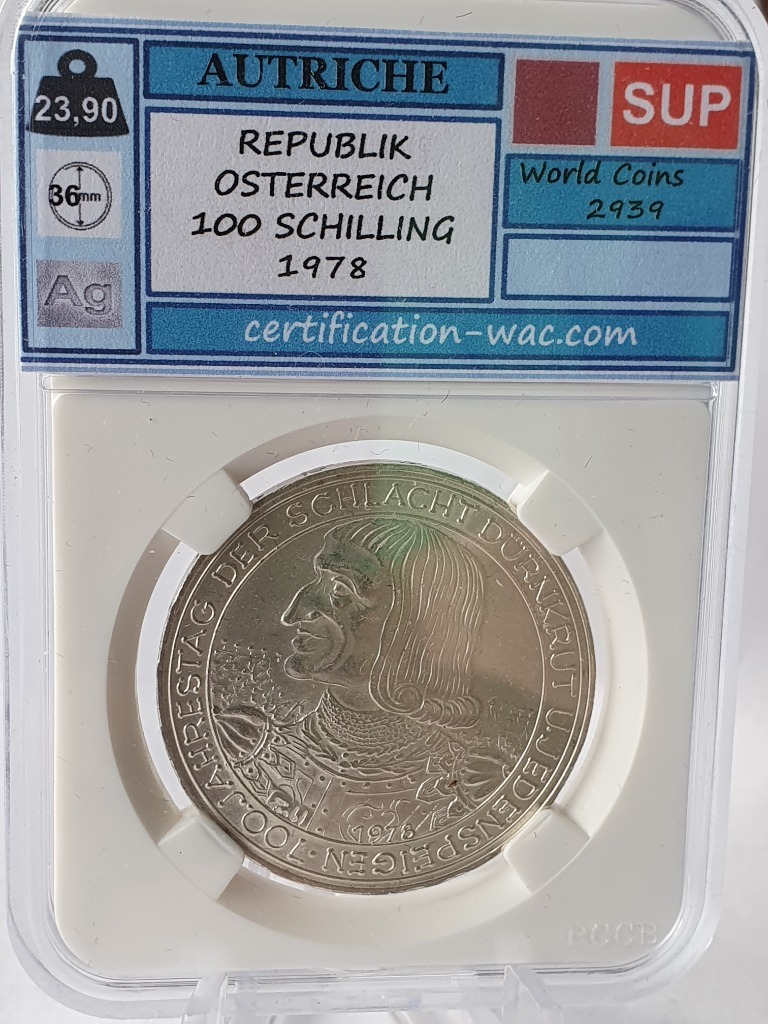 23,90
AUTRICHE
SUP
REPUBLIK
OSTERREICH
100 SCHILLING
1978
World Coins
2939
36mm
Ag
certification-wac.com
700.JAHRESTAG DER SCHLACHT DÜRNKRUT U.JEDENSPEIGEN·
1978
PCCB